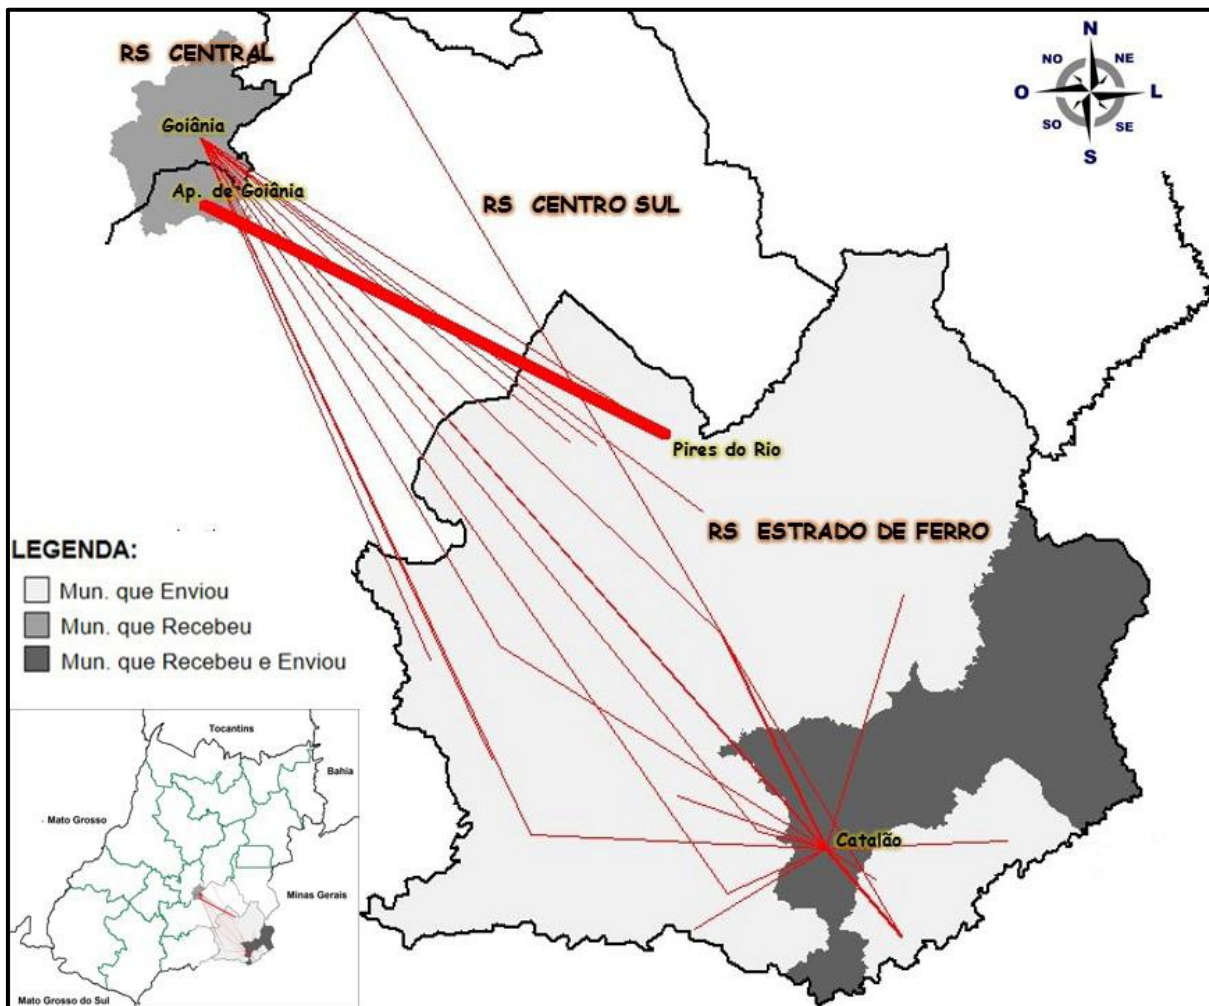 RS CENTRAL
Goiânia
Ap. de Goiânia
RS CENTRO SUL
N
NO
NE
O
L
SO
SE
S
Pires do Rio
RS ESTRADO DE FERRO
Catalão
LEGENDA:
Mun. que Enviou
Mun. que Recebeu
Mun. que Recebeu e Enviou
Tocantins
Bahia
Mato Grosso
Minas Gerais
Mato Grosso do Sul